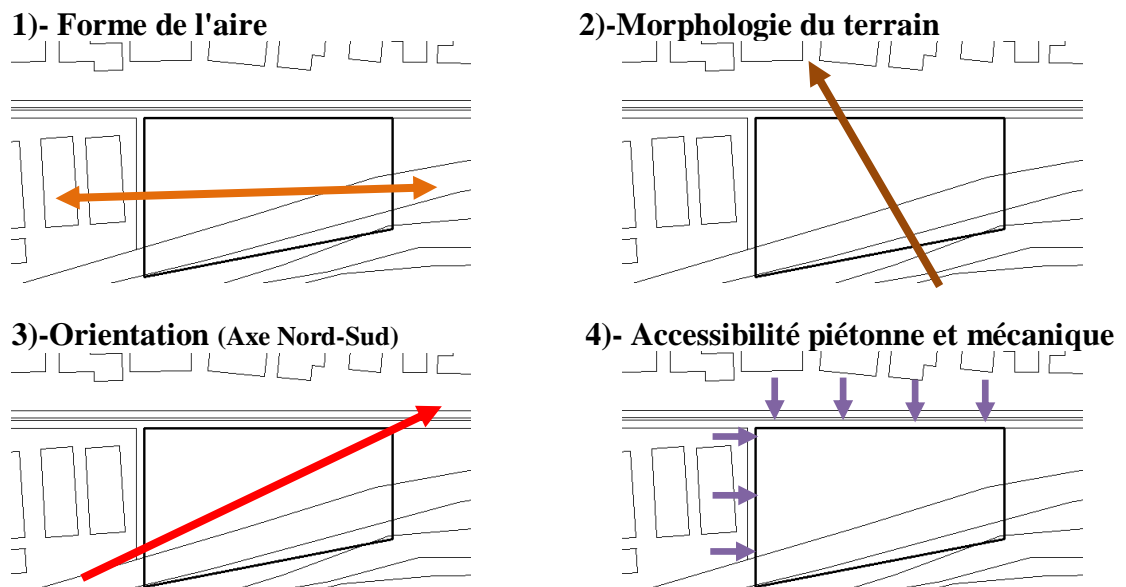 1)- Forme de l'aire
2)-Morphologie du terrain
3)-Orientation (Axe Nord-Sud)
4)- Accessibilité piétonne et mécanique